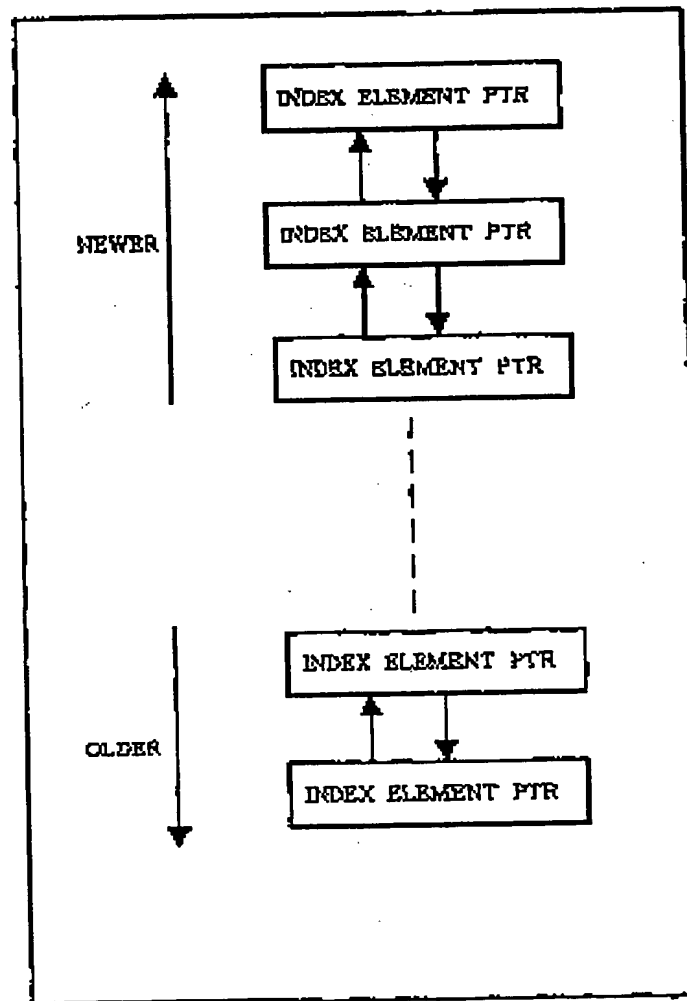 INDEX ELEMENT PTR
INDEX ELEMENT PTR
NEWER
INDEX ELEMENT PTR
INDEX ELEMENT PTR
OLDER
INDEX ELEMENT PTR